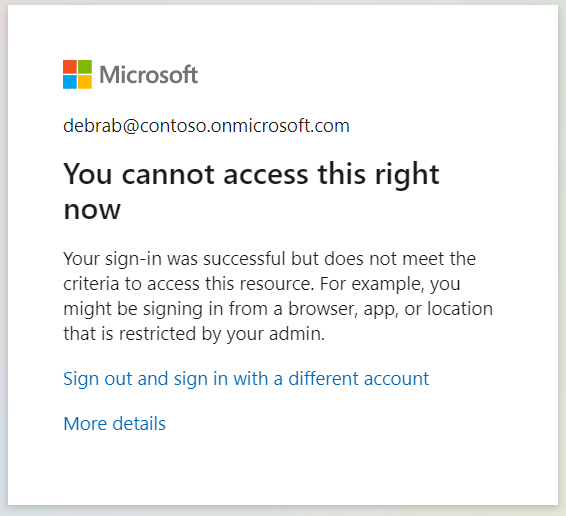 Microsoft
debrab@contoso.onmicrosoft.com
You cannot access this right
now
Your sign-in was successful but does not meet the
criteria to access this resource. For example, you
might be signing in from a browser, app, or location
that is restricted by your admin.
Sign out and sign in with a different account
More details